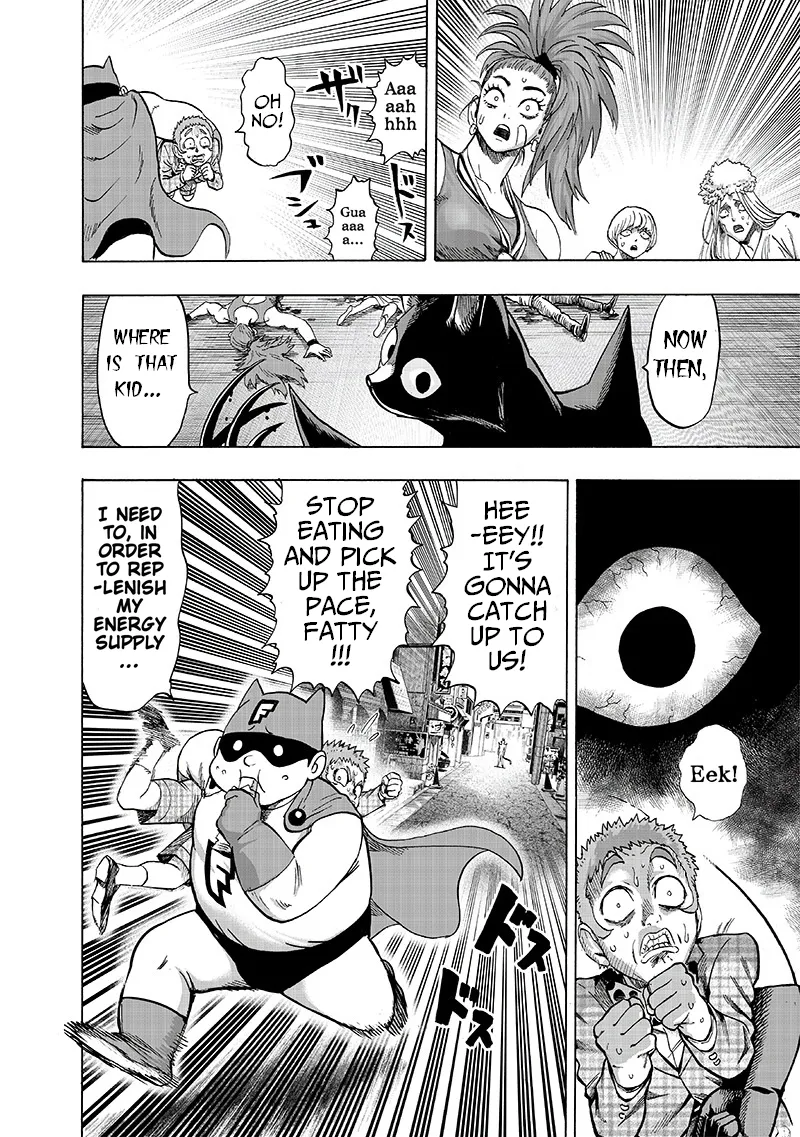 Aaa
aah
hhh
ドス
ザク
OH
NO!
Gua
aaa
a...
ブシュ
NOW
THEN,
WHERE
IS THAT
KID...
Eek!
HEE
-EEY!!
IT'S
GONNA
CATCH
UP TO
US!
STOP
EATING
AND PICK
UP THE
PACE,
FATTY
!!!
I NEED
TO, IN
ORDER
TO REP
-LENISH
MY
ENERGY
SUPPLY
...
F
F
ドス
ドス